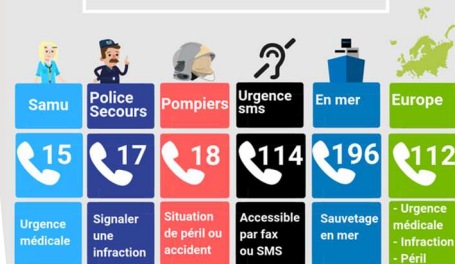 Samu
Police
Secours
Pompiers
Urgence
sms
En mer
Europe
15
17
18
114
196
112
Urgence
médicale
Signaler
une
infraction
Situation
de péril ou
accident
Accessible
par fax
ou SMS
Sauvetage
en mer
- Urgence
médicale
- Infraction
- Péril